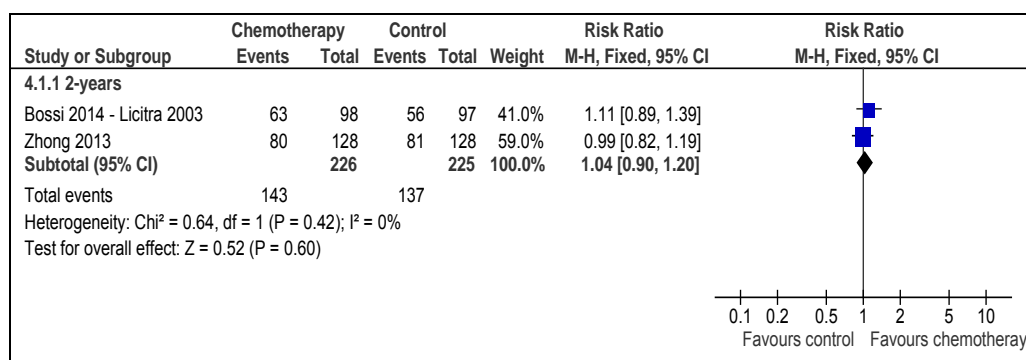 Chemotherapy Control Risk Ratio Risk Ratio
Study or Subgroup Events Total Events Total Weight M-H, Fixed, 95% CI M-H, Fixed, 95% CI
4.1.1 2-years
Bossi 2014 - Licitra 2003 63 98 56 97 41.0% 1.11 [0.89, 1.39]
Zhong 2013 80 128 81 128 59.0% 0.99 [0.82, 1.19]
Subtotal (95% CI) 226 225 100.0% 1.04 [0.90, 1.20]
Total events 143 137
Heterogeneity: Chi² = 0.64, df = 1 (P = 0.42); I² = 0%
Test for overall effect: Z = 0.52 (P = 0.60)
0.1 0.2 0.5 1 2 5 10
Favours control Favours chemotheray